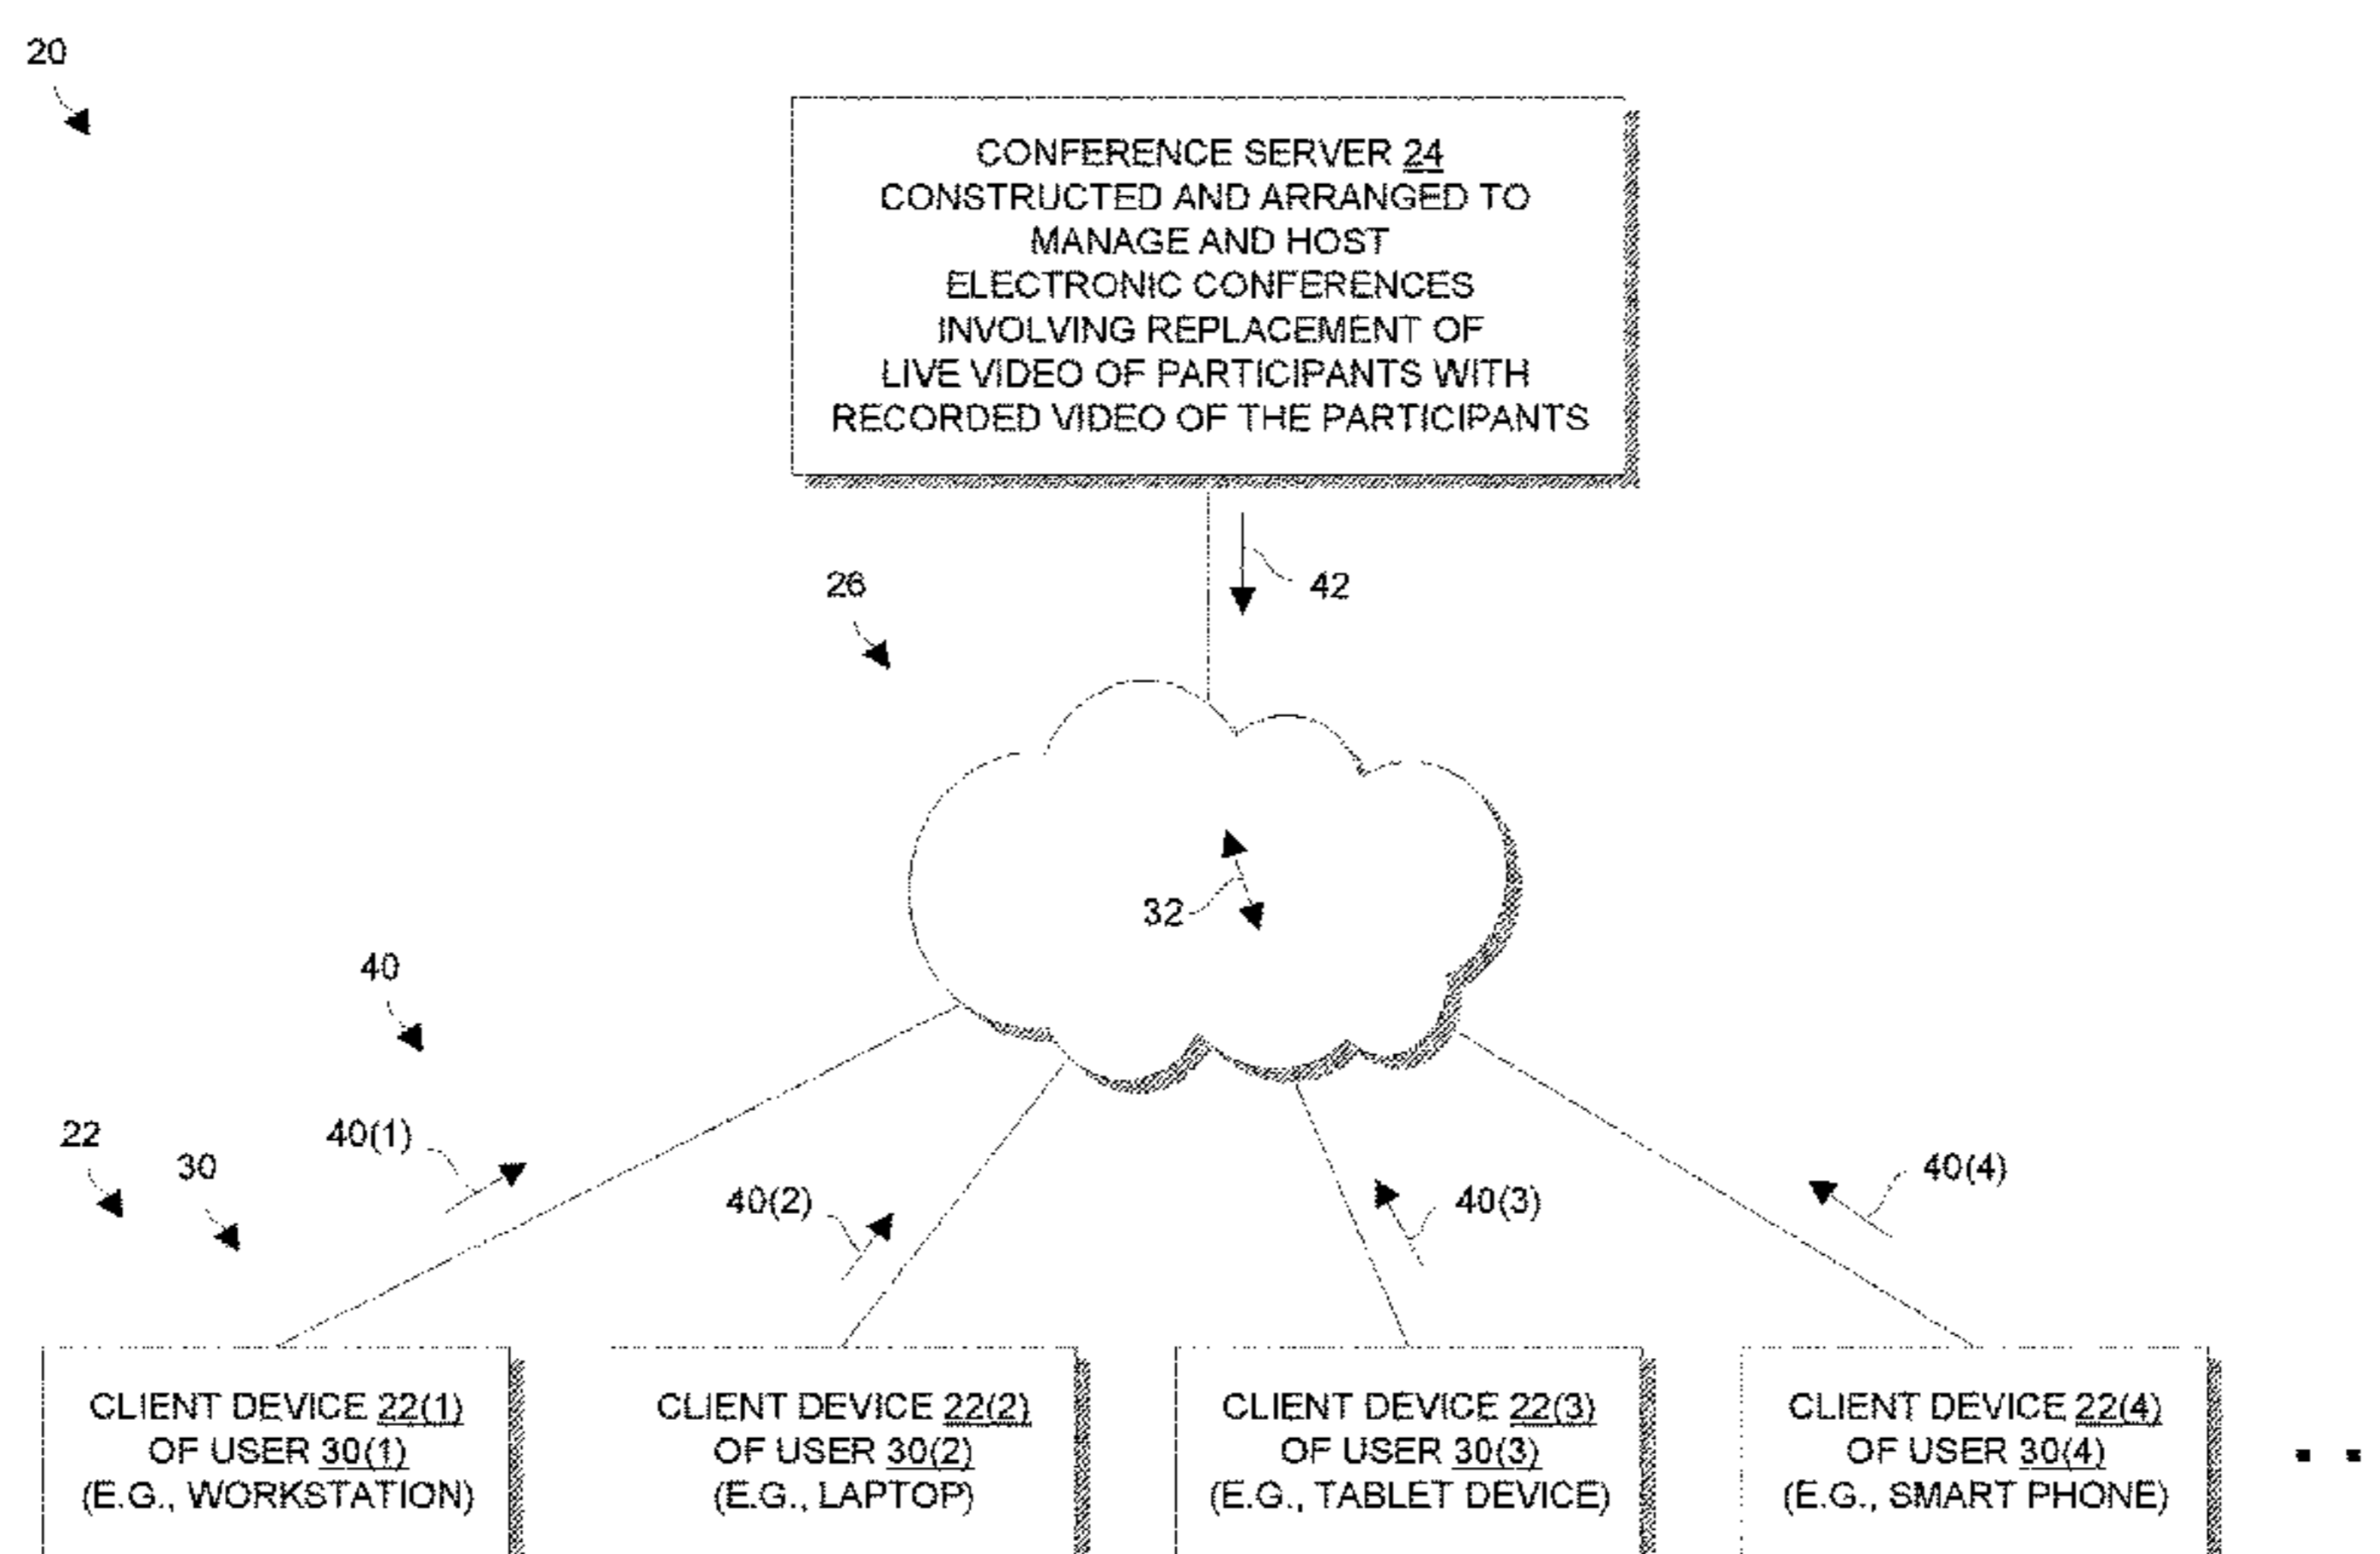 20
CONFERENCE SERVER 24
CONSTRUCTED AND ARRANGED TO
MANAGE AND HOST
ELECTRONIC CONFERENCES
INVOLVING REPLACEMENT OF
LIVE VIDEO OF PARTICIPANTS WITH
RECORDED VIDEO OF THE PARTICIPANTS
42
26
32
40
22
30
40(1)
40(2)
40(3)
40(4)
CLIENT DEVICE 22(1)
OF USER 30(1)
(E.G., WORKSTATION)
CLIENT DEVICE 22(2)
OF USER 30(2)
(E.G., LAPTOP)
CLIENT DEVICE 22(3)
OF USER 30(3)
(E.G., TABLET DEVICE)
CLIENT DEVICE 22(4)
OF USER 30(4)
(E.G., SMART PHONE)